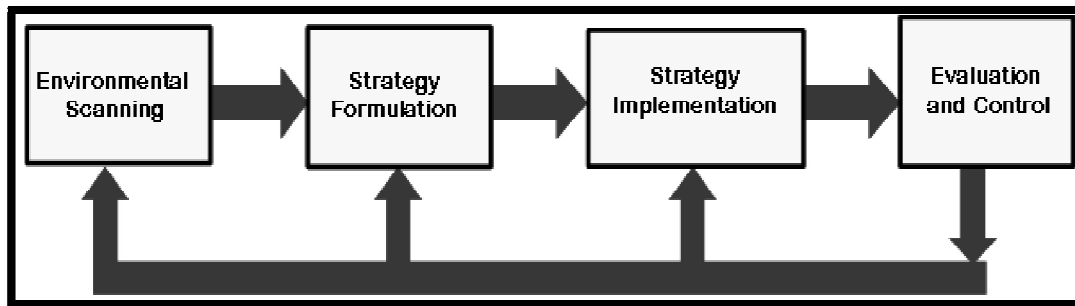 Environmental
Scanning
Strategy
Formulation
Strategy
Implementation
Evaluation
and Control